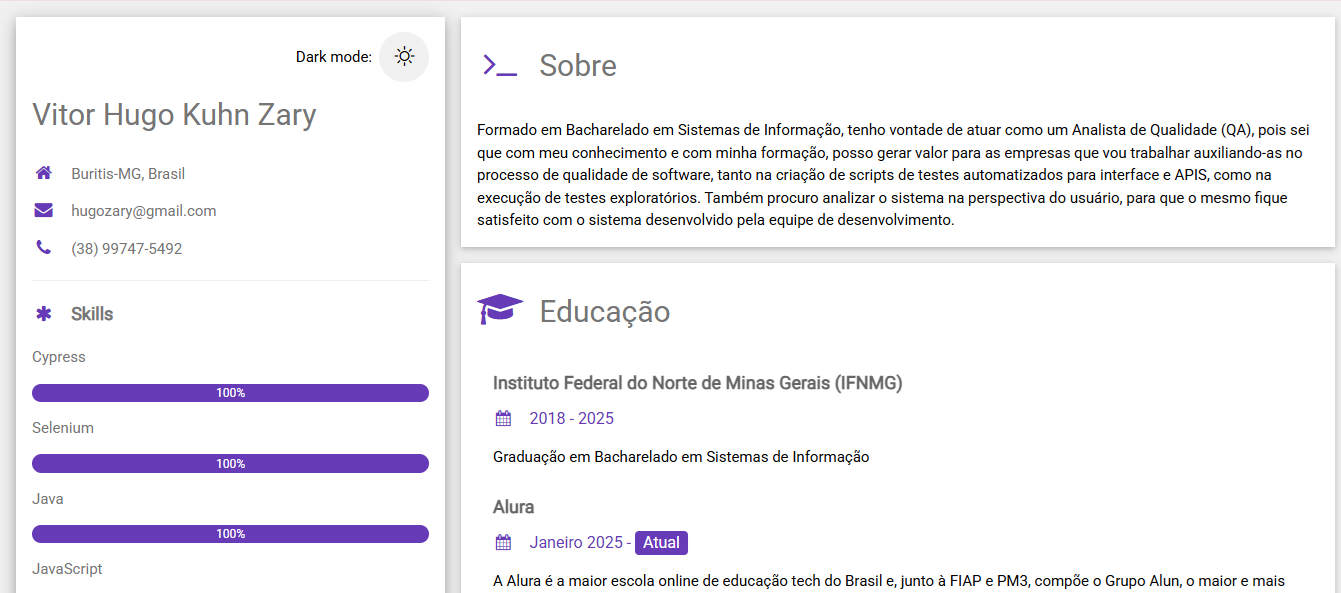 Dark mode:
Vitor Hugo Kuhn Zary
Buritis-MG, Brasil
hugozary@gmail.com
(38) 99747-5492
Skills
Cypress
100%
Selenium
100%
Java
100%
JavaScript
Sobre
Formado em Bacharelado em Sistemas de Informação, tenho vontade de atuar como um Analista de Qualidade (QA), pois sei
que com meu conhecimento e com minha formação, posso gerar valor para as empresas que vou trabalhar auxiliando-as no
processo de qualidade de software, tanto na criação de scripts de testes automatizados para interface e APIS, como na
execução de testes exploratórios. Também procuro analizar o sistema na perspectiva do usuário, para que o mesmo fique
satisfeito com o sistema desenvolvido pela equipe de desenvolvimento.
Educação
Instituto Federal do Norte de Minas Gerais (IFNMG)
2018 - 2025
Graduação em Bacharelado em Sistemas de Informação
Alura
Janeiro 2025 - Atual
A Alura é a maior escola online de educação tech do Brasil e, junto à FIAP e PM3, compõe o Grupo Alun, o maior e mais